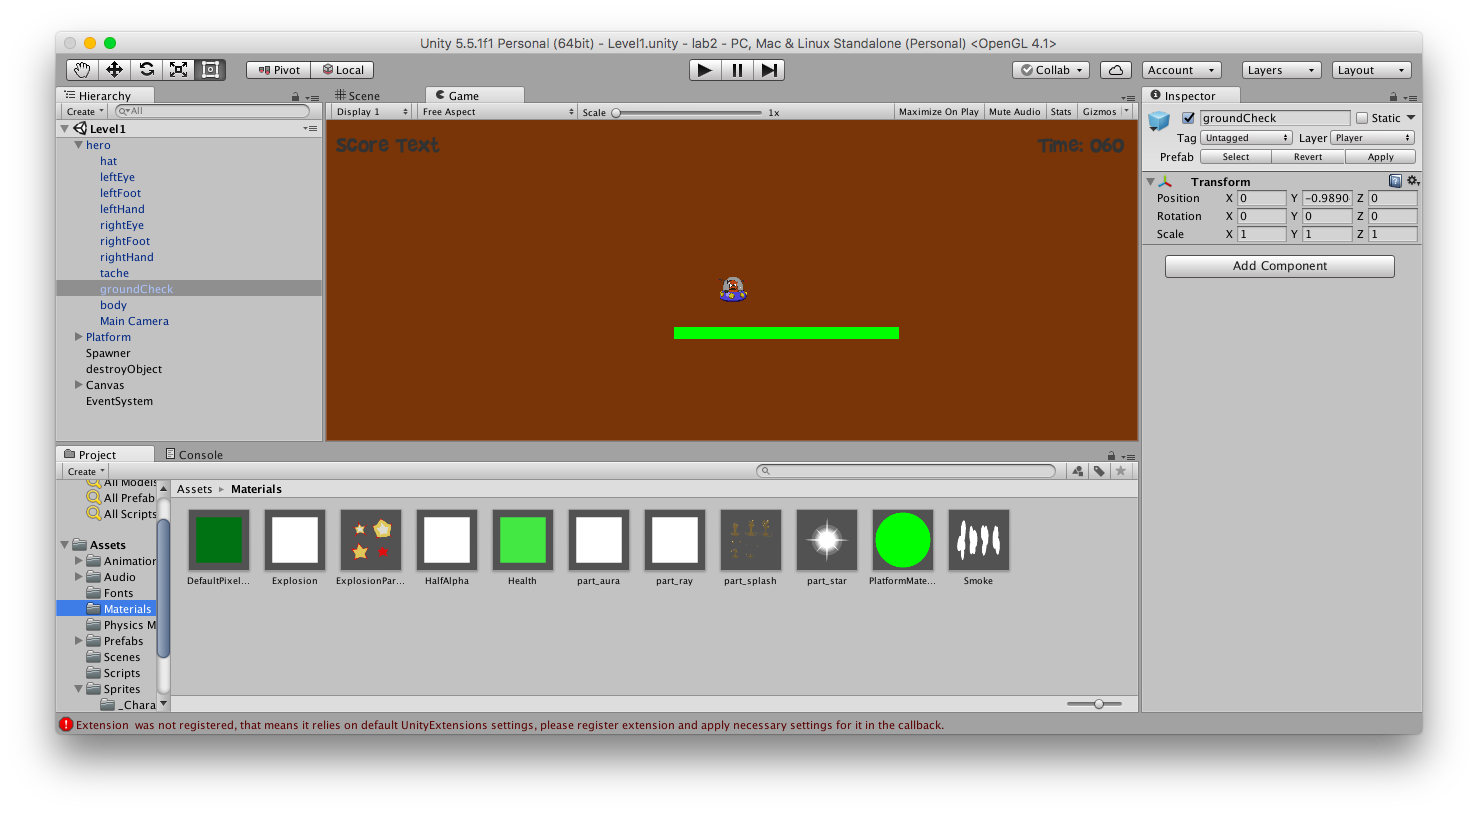 Unity 5.5.1f1 Personal (64bit) - Level1.unity - lab2 - PC, Mac & Linux Standalone (Personal) <OpenGL 4.1>
Pivot Local Collab Account Layers Layout
Hierarchy
Create All
Level1
hero
hat
leftEye
leftFoot
leftHand
rightEye
rightFoot
rightHand
tache
groundCheck
body
Main Camera
Platform
Spawner
destroyObject
Canvas
EventSystem
Scene Game
Display 1 Free Aspect Scale 1x Maximize On Play Mute Audio Stats Gizmos
Score Text Time: 060
Inspector
groundCheck Static
Tag Untagged Layer Player
Prefab Select Revert Apply
Transform
Position X 0 Y -0.9890 Z 0
Rotation X 0 Y 0 Z 0
Scale X 1 Y 1 Z 1
Add Component
Project Console
Create
All Models
All Prefab
All Scripts
Assets
Animation
Audio
Fonts
Materials
Physics M
Prefabs
Scenes
Scripts
Sprites
_Chara
Assets Materials
DefaultPixel... Explosion ExplosionPar... HalfAlpha Health part_aura part_ray part_splash part_star PlatformMate... Smoke
Extension was not registered, that means it relies on default UnityExtensions settings, please register extension and apply necessary settings for it in the callback.